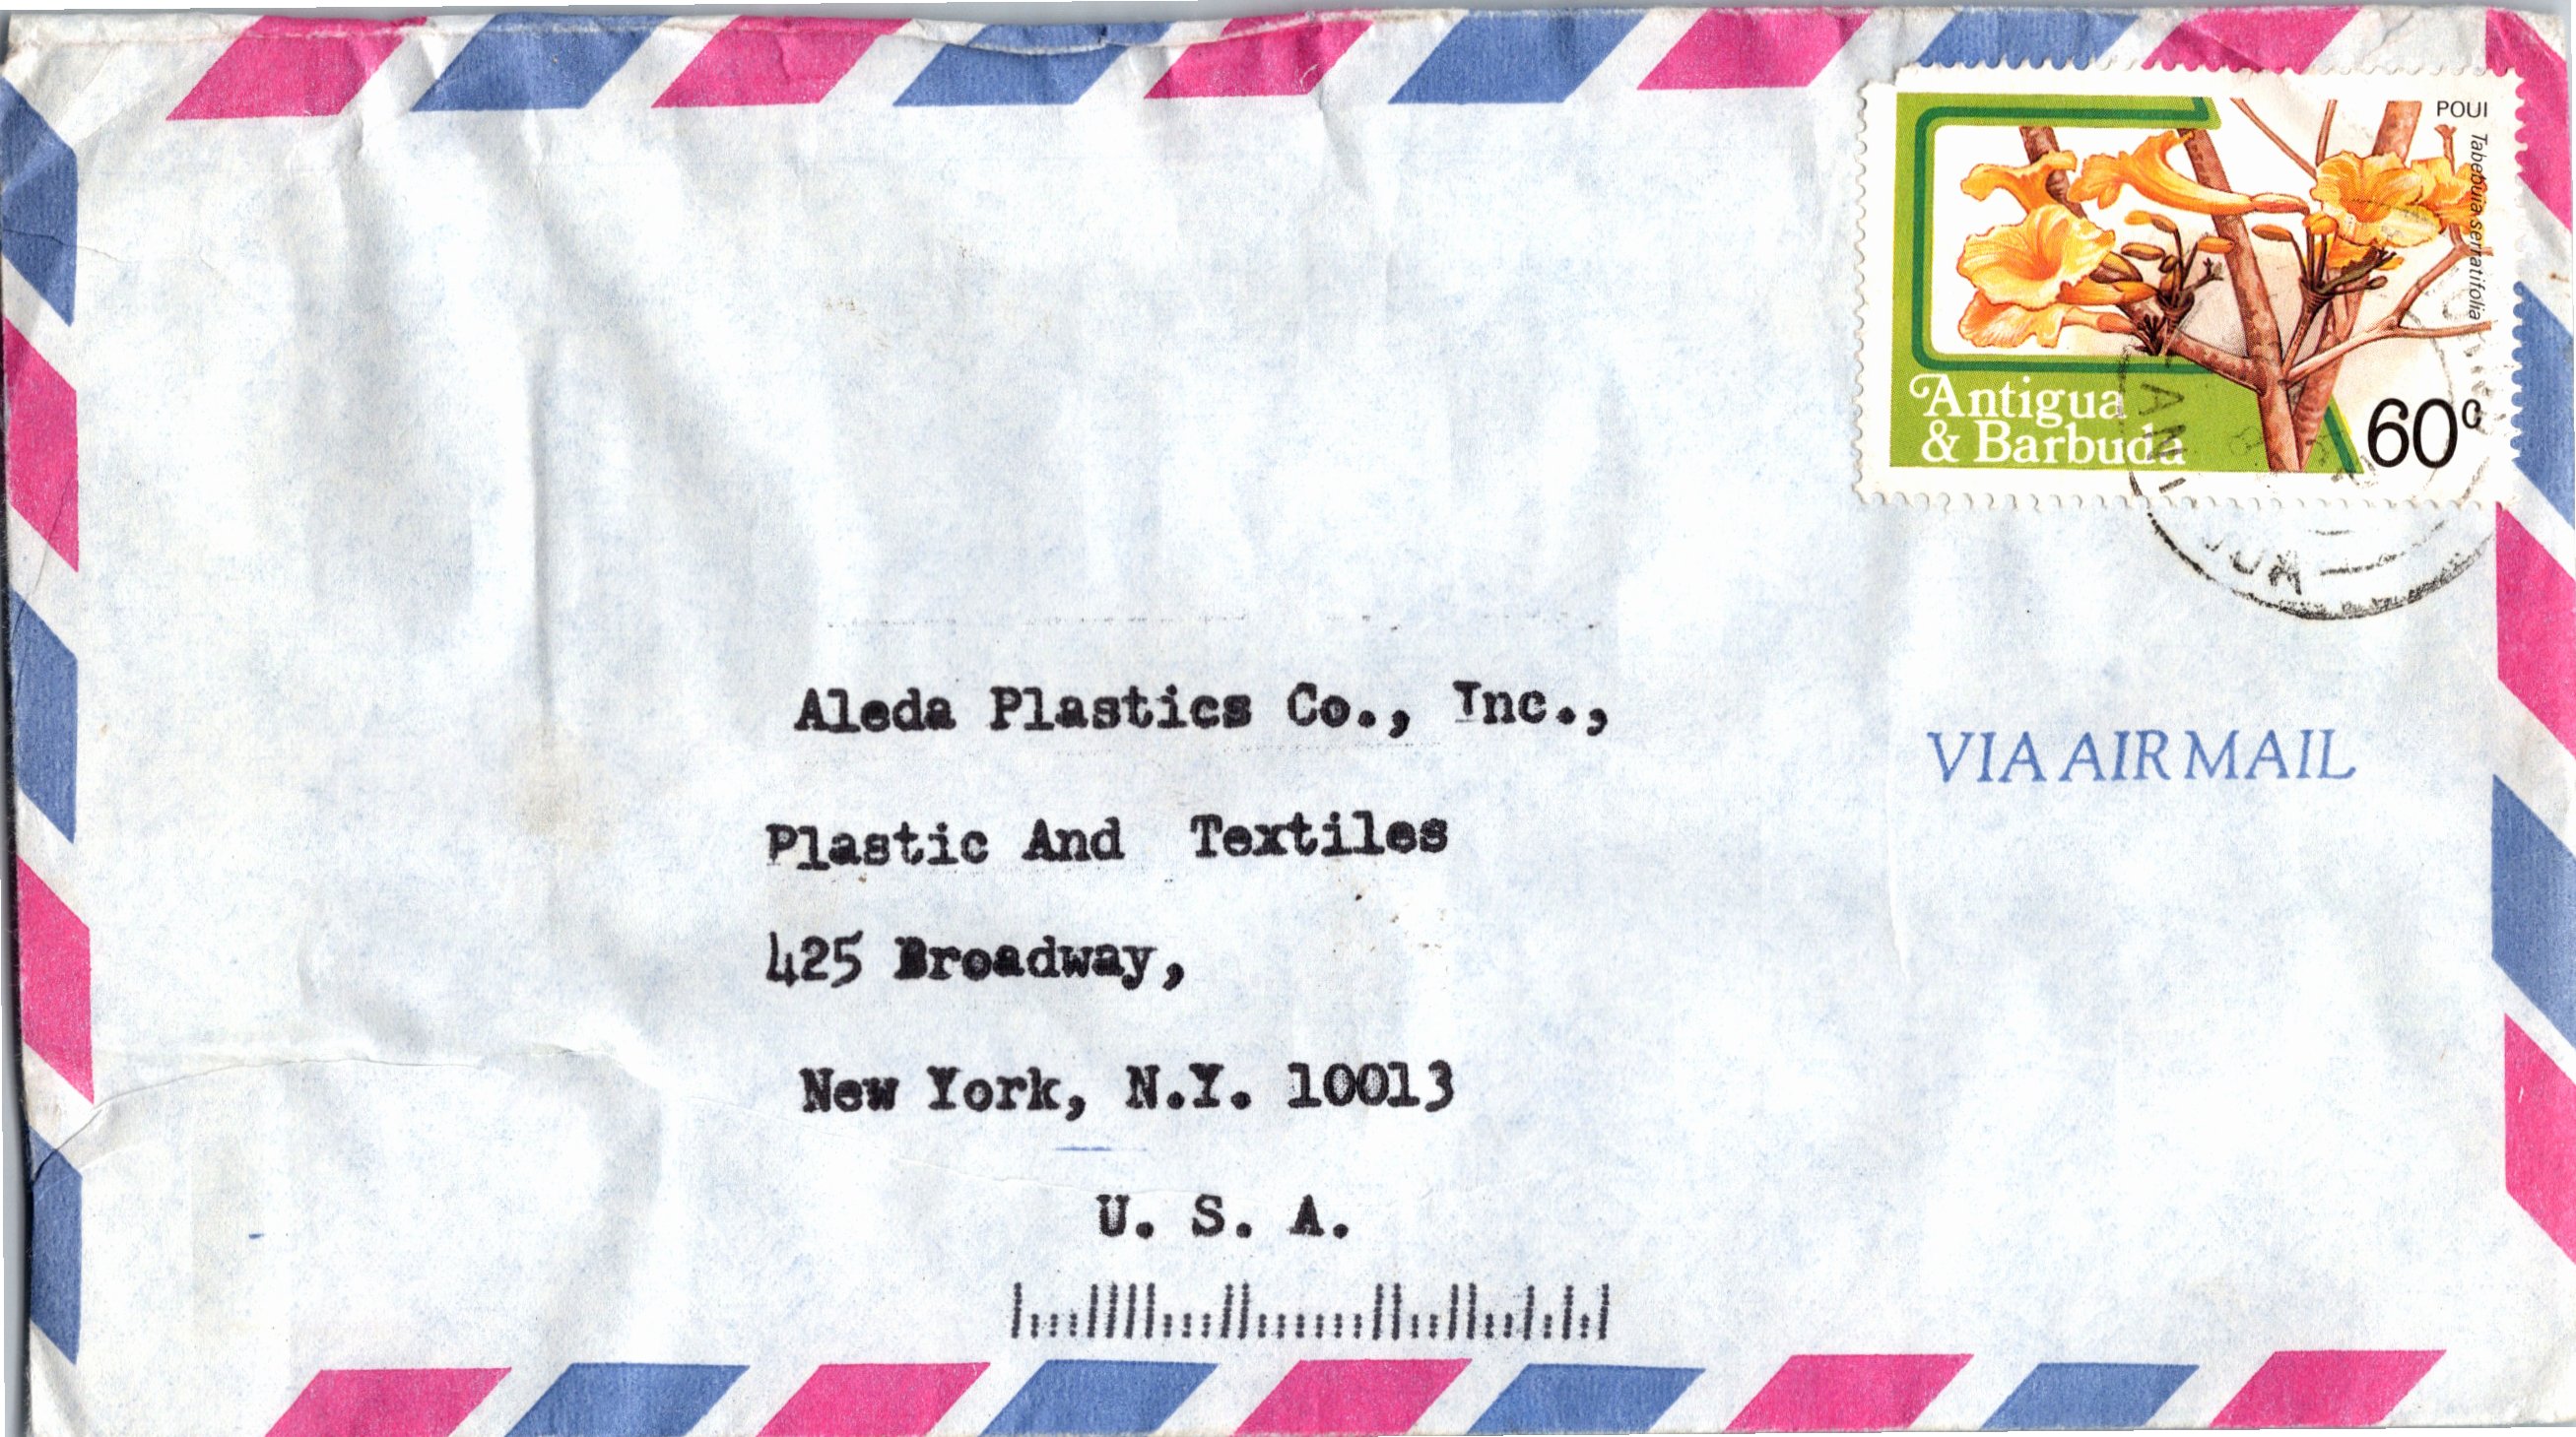 POUI
Tabebuia serratifolia
Antigua
& Barbuda
60c
VIA AIR MAIL
Aleda Plastics Co., Inc.,
Plastic And Textiles
425 Broadway,
New York, N.Y. 10013
U. S. A.